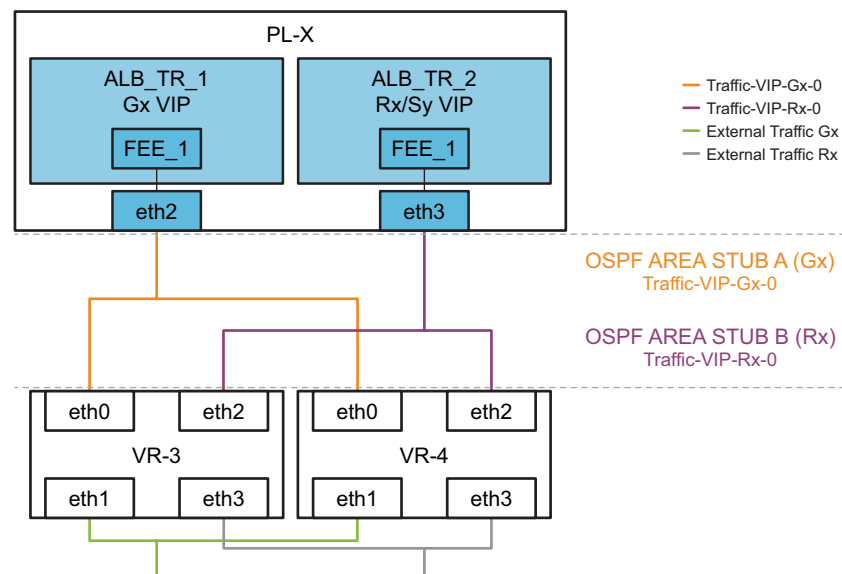 PL-X
ALB_TR_1
Gx VIP
FEE_1
eth2
ALB_TR_2
Rx/Sy VIP
FEE_1
eth3
Traffic-VIP-Gx-0
Traffic-VIP-Rx-0
External Traffic Gx
External Traffic Rx
OSPF AREA STUB A (Gx)
Traffic-VIP-Gx-0
OSPF AREA STUB B (Rx)
Traffic-VIP-Rx-0
eth0
eth2
VR-3
eth1
eth3
eth0
eth2
VR-4
eth1
eth3